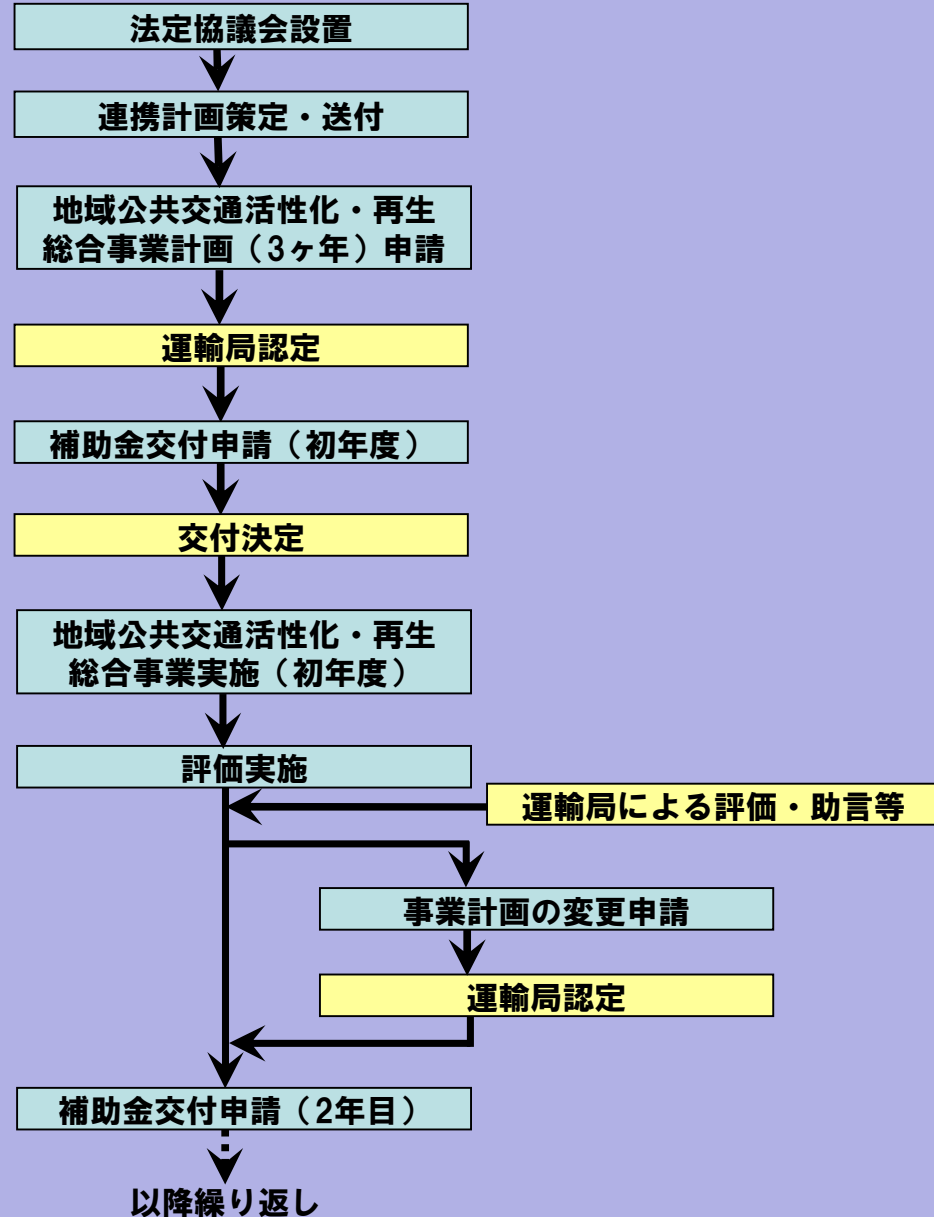 法定協議会設置
連携計画策定・送付
地域公共交通活性化・再生
総合事業計画（3ヶ年）申請
運輸局認定
補助金交付申請（初年度）
交付決定
地域公共交通活性化・再生
総合事業実施（初年度）
評価実施
運輸局による評価・助言等
事業計画の変更申請
運輸局認定
補助金交付申請（2年目）
以降繰り返し